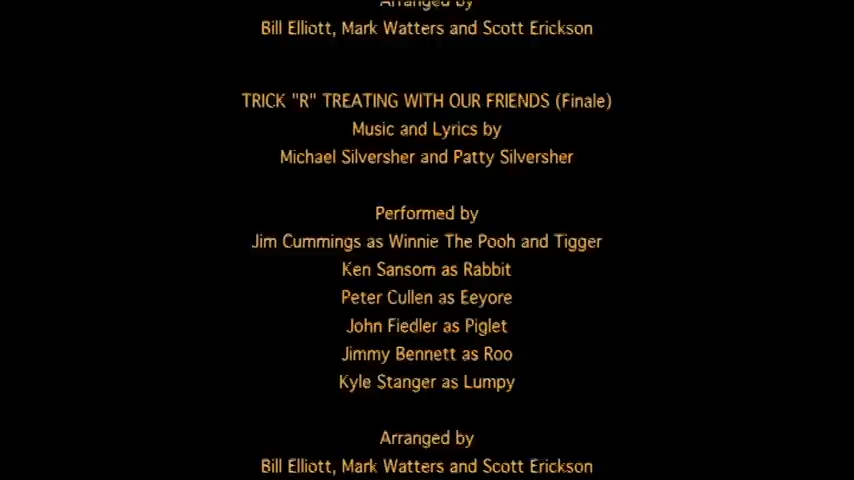 Arranged by
Bill Elliott, Mark Watters and Scott Erickson
TRICK "R" TREATING WITH OUR FRIENDS (Finale)
Music and Lyrics by
Michael Silversher and Patty Silversher
Performed by
Jim Cummings as Winnie The Pooh and Tigger
Ken Sansom as Rabbit
Peter Cullen as Eeyore
John Fiedler as Piglet
Jimmy Bennett as Roo
Kyle Stanger as Lumpy
Arranged by
Bill Elliott, Mark Watters and Scott Erickson